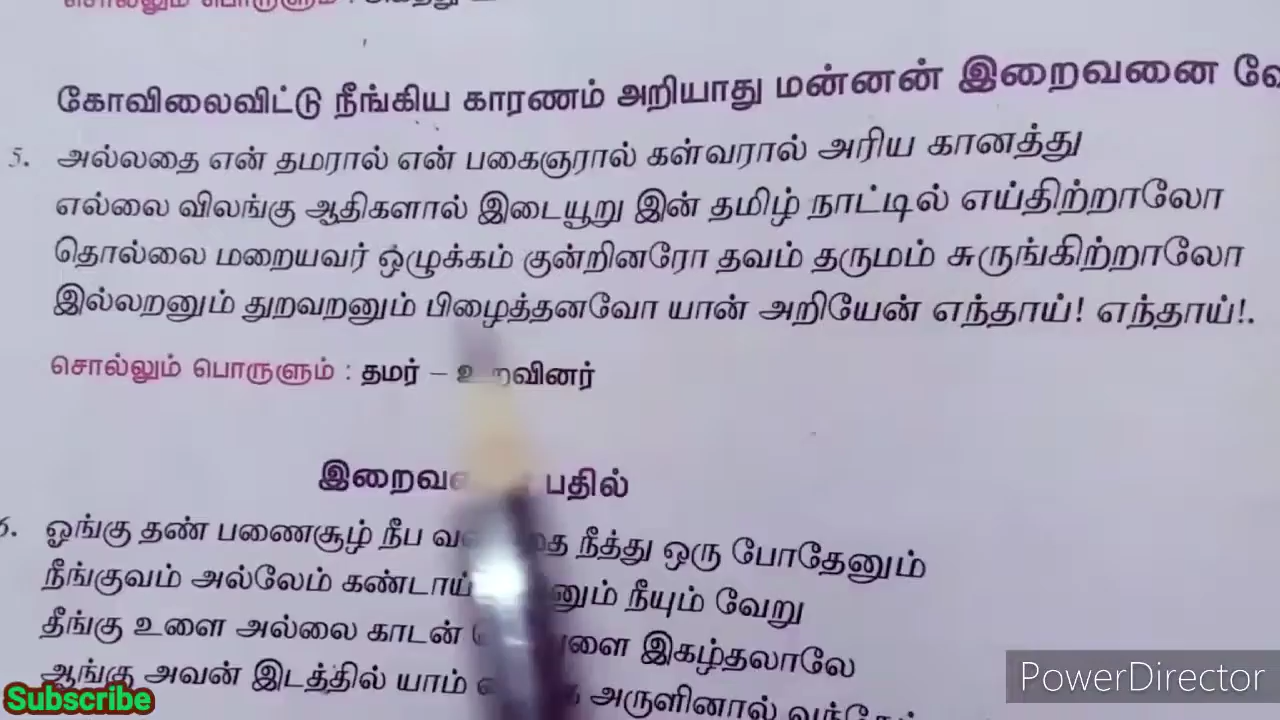 சொல்லும் பொருளும் :
கோவிலைவிட்டு நீங்கிய காரணம் அறியாது மன்னன் இறைவனை
5. அல்லதை என் தமரால் என் பகைஞரால் கள்வரால் அரிய கானத்து
எல்லை விலங்கு ஆதிகளால் இடையூறு இன் தமிழ் நாட்டில் எய்திற்றாலோ
தொல்லை மறையவர் ஒழுக்கம் குன்றினரோ தவம் தருமம் சுருங்கிற்றாலோ
இல்லறனும் துறவறனும் பிழைத்தனவோ யான் அறியேன் எந்தாய்! எந்தாய்!.
சொல்லும் பொருளும் : தமர் – உறவினர்
பதில்
6. ஓங்கு தண் பணைசூழ் நீப நீத்து ஒரு போதேனும்
நீங்குவம் அல்லேம் கண்டாய் நீயும் வேறு
தீங்கு உளை அல்லை காடன் இகழ்தலாலே
ஆங்கு அவன் இடத்தில் யாம் அருளினால்
PowerDirector
Subscribe